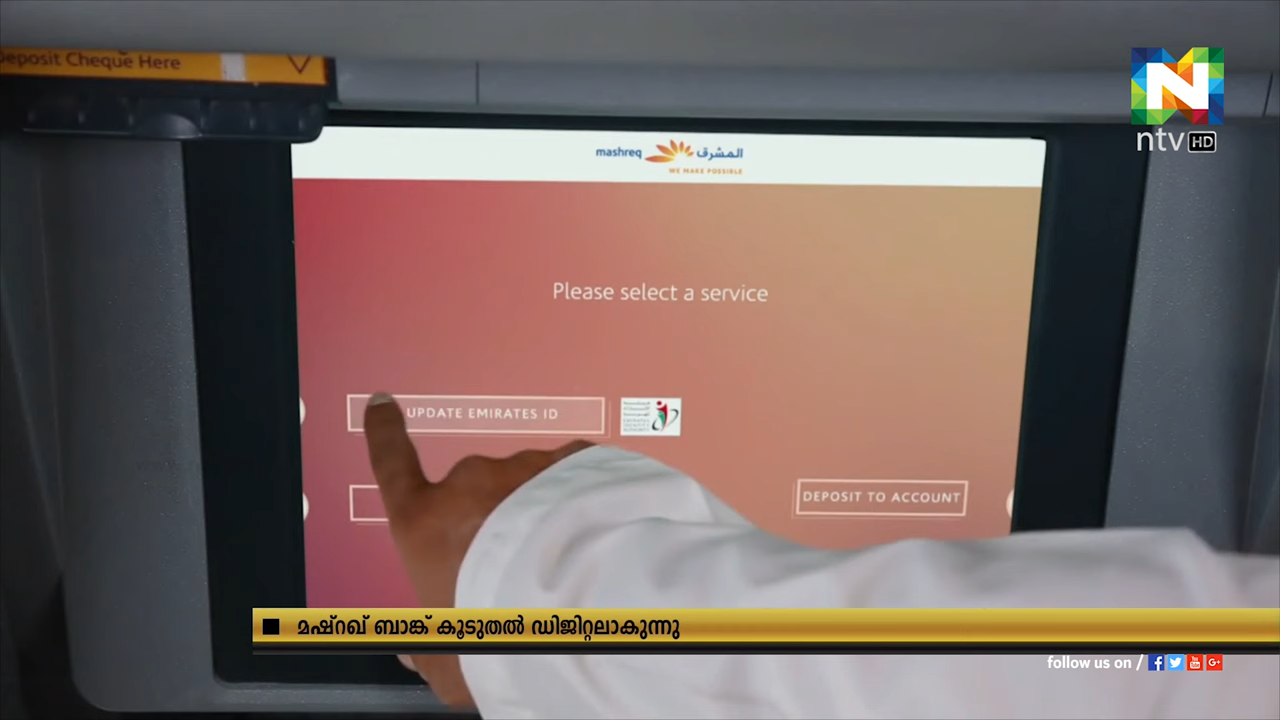 Deposit Cheque Here
N
ntv HD
mashreq المشرق
WE MAKE POSSIBLE
Please select a service
UPDATE EMIRATES ID
DEPOSIT TO ACCOUNT
മഷ്റഖ് ബാങ്ക് കൂടുതൽ ഡിജിറ്റലാകുന്നു
follow us on /